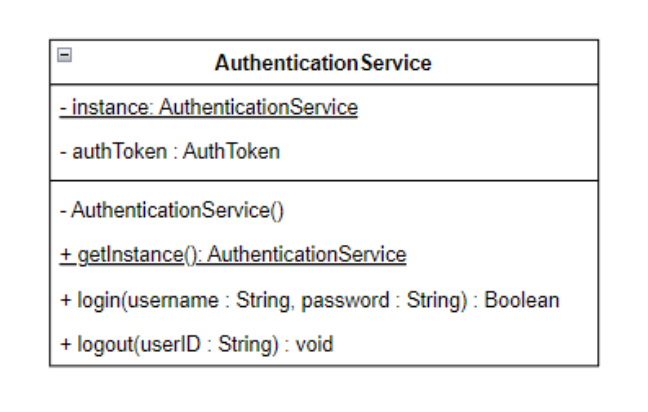 AuthenticationService
- instance: AuthenticationService
- authToken : AuthToken
- AuthenticationService()
+ getInstance(): AuthenticationService
+ login(username : String, password : String) : Boolean
+ logout(userID : String) : void